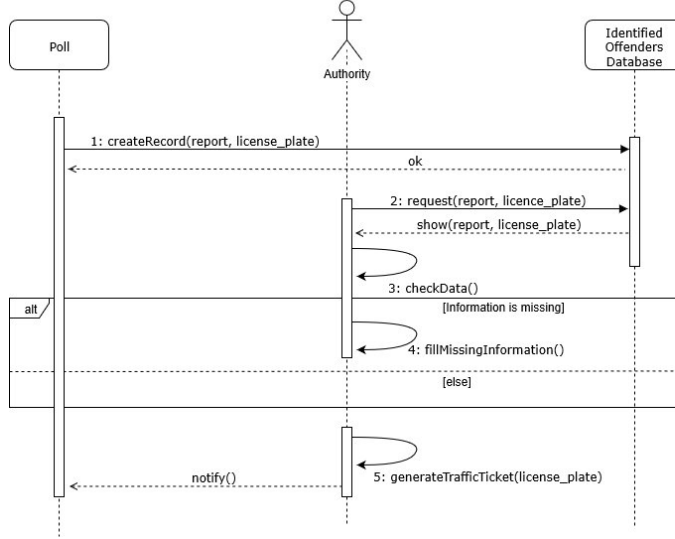 Poll
Authority
Identified
Offenders
Database
1: createRecord(report, license_plate)
ok
2: request(report, licence_plate)
show(report, license_plate)
3: checkData()
alt
[Information is missing]
4: fillMissingInformation()
[else]
5: generateTrafficTicket(license_plate)
notify()